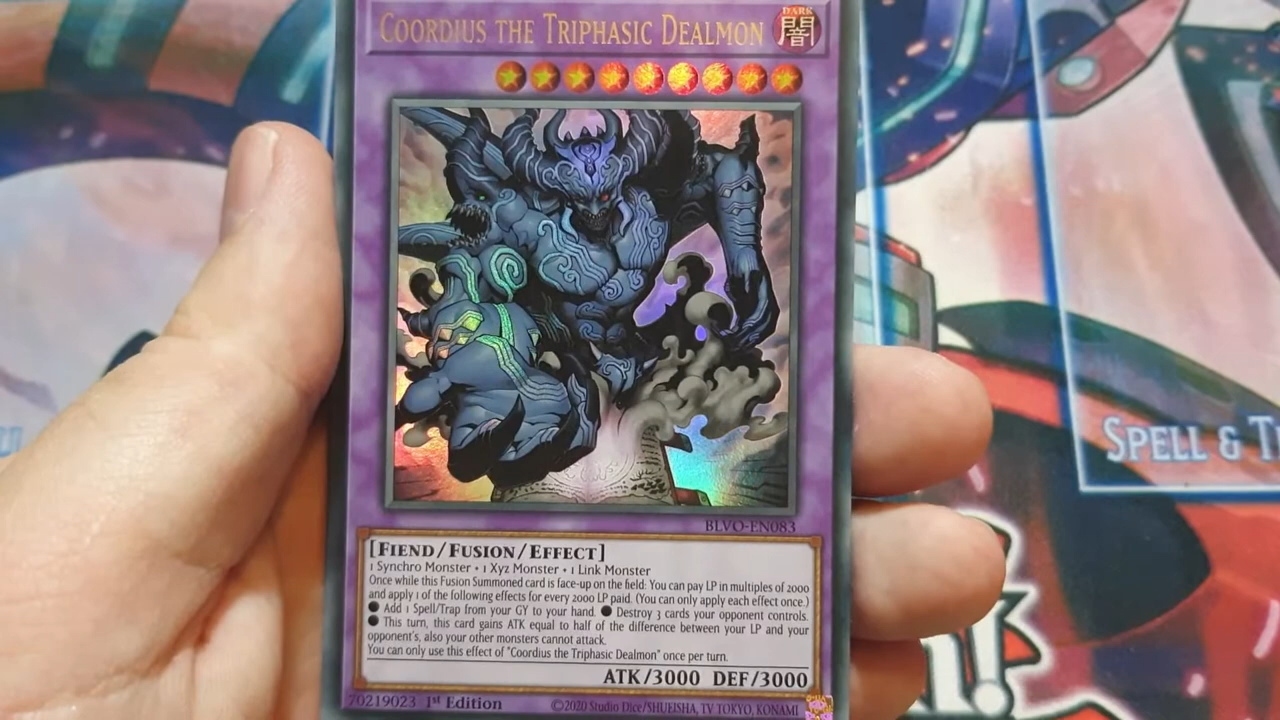 Coordius the Triphasic Dealmon
DARK
闇
BLVO-EN083
[Fiend/Fusion/Effect]
1 Synchro Monster + 1 Xyz Monster + 1 Link Monster
Once while this Fusion Summoned card is face-up on the field: You can pay LP in multiples of 2000
and apply 1 of the following effects for every 2000 LP paid. (You can only apply each effect once.)
● Add 1 Spell/Trap from your GY to your hand. ● Destroy 3 cards your opponent controls.
● This turn, this card gains ATK equal to half of the difference between your LP and your
opponent's, also your other monsters cannot attack.
You can only use this effect of "Coordius the Triphasic Dealmon" once per turn.
ATK/3000 DEF/3000
70219023 1st Edition ©2020 Studio Dice/SHUEISHA, TV TOKYO, KONAMI
Spell & T